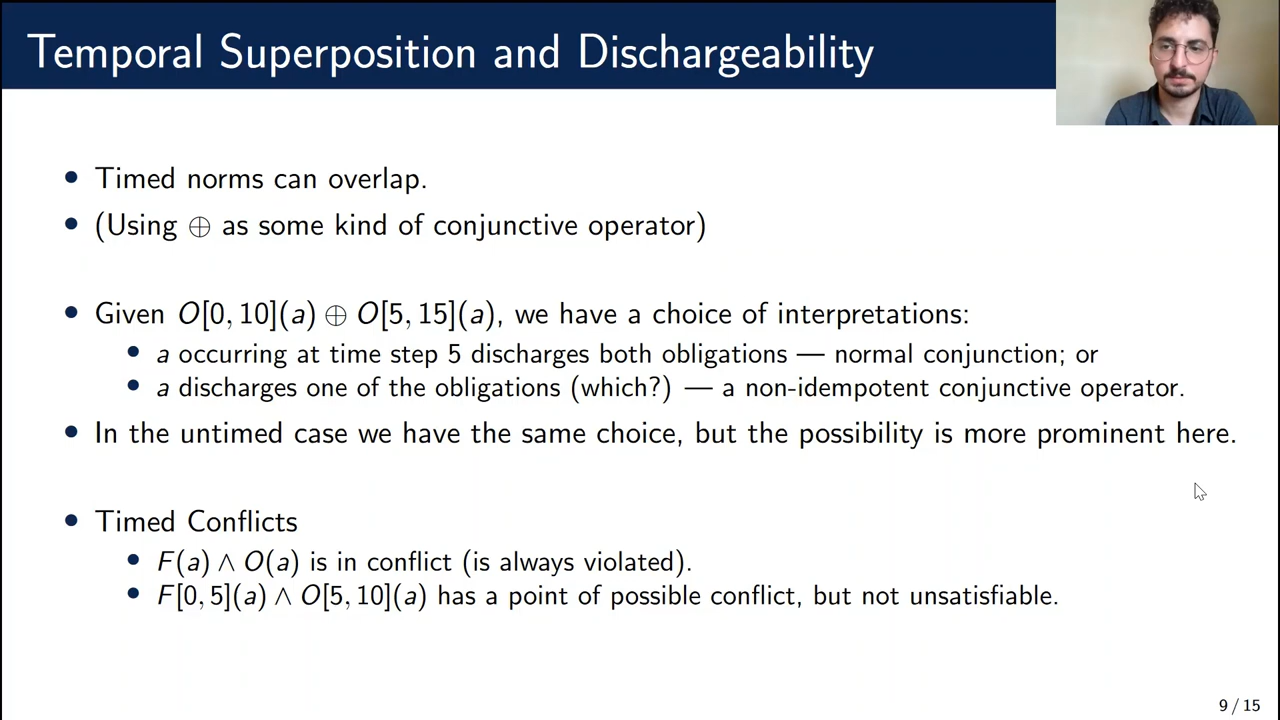 Temporal Superposition and Dischargeability
• Timed norms can overlap.
• (Using ⊕ as some kind of conjunctive operator)
• Given O[0, 10](a) ⊕ O[5, 15](a), we have a choice of interpretations:
• a occurring at time step 5 discharges both obligations — normal conjunction; or
• a discharges one of the obligations (which?) — a non-idempotent conjunctive operator.
• In the untimed case we have the same choice, but the possibility is more prominent here.
• Timed Conflicts
• F(a) ∧ O(a) is in conflict (is always violated).
• F[0, 5](a) ∧ O[5, 10](a) has a point of possible conflict, but not unsatisfiable.
9 / 15